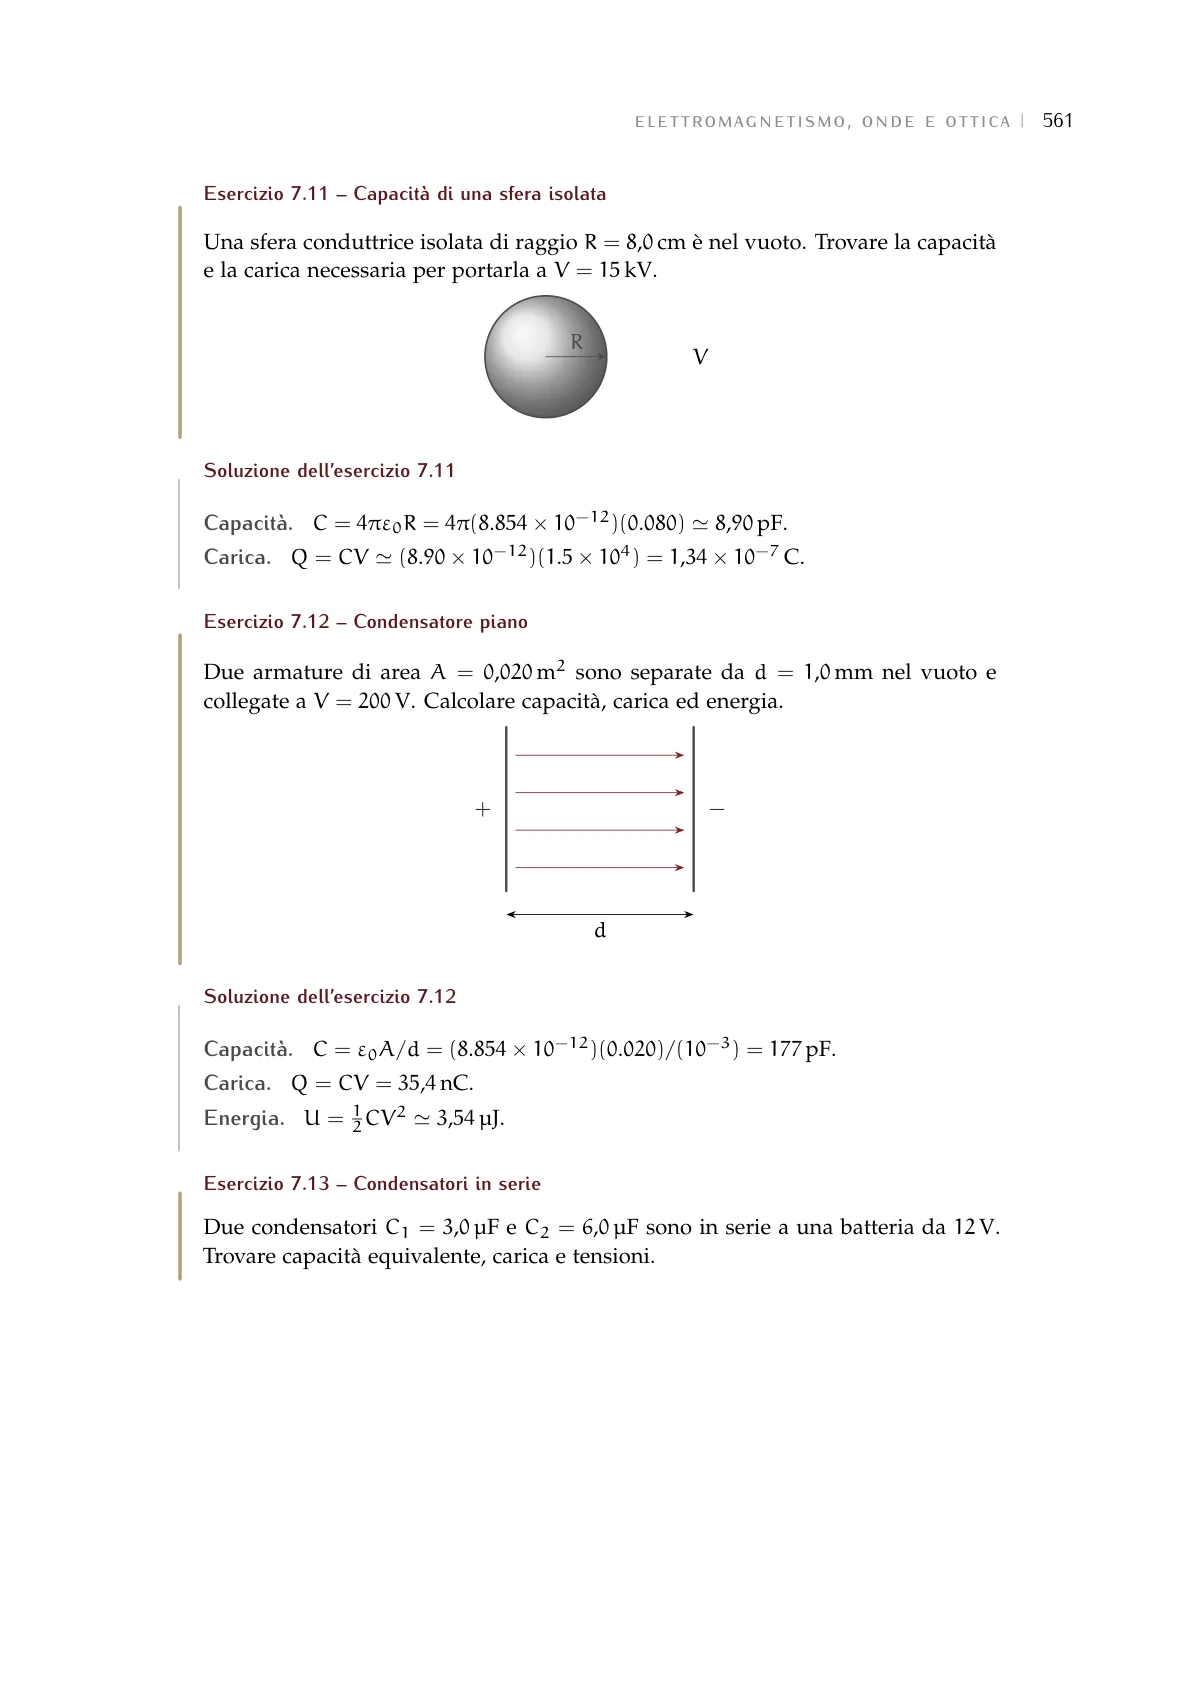 ELETTROMAGNETISMO, ONDE E OTTICA | 561
Esercizio 7.11 – Capacità di una sfera isolata
Una sfera conduttrice isolata di raggio R = 8,0 cm è nel vuoto. Trovare la capacità
e la carica necessaria per portarla a V = 15 kV.
R
V
Soluzione dell'esercizio 7.11
Capacità. C = 4πε₀R = 4π(8.854 × 10⁻¹²)(0.080) ≃ 8,90 pF.
Carica. Q = CV ≃ (8.90 × 10⁻¹²)(1.5 × 10⁴) = 1,34 × 10⁻⁷ C.
Esercizio 7.12 – Condensatore piano
Due armature di area A = 0,020 m² sono separate da d = 1,0 mm nel vuoto e
collegate a V = 200 V. Calcolare capacità, carica ed energia.
+ −
d
Soluzione dell'esercizio 7.12
Capacità. C = ε₀A/d = (8.854 × 10⁻¹²)(0.020)/(10⁻³) = 177 pF.
Carica. Q = CV = 35,4 nC.
Energia. U = ½CV² ≃ 3,54 µJ.
Esercizio 7.13 – Condensatori in serie
Due condensatori C₁ = 3,0 µF e C₂ = 6,0 µF sono in serie a una batteria da 12 V.
Trovare capacità equivalente, carica e tensioni.